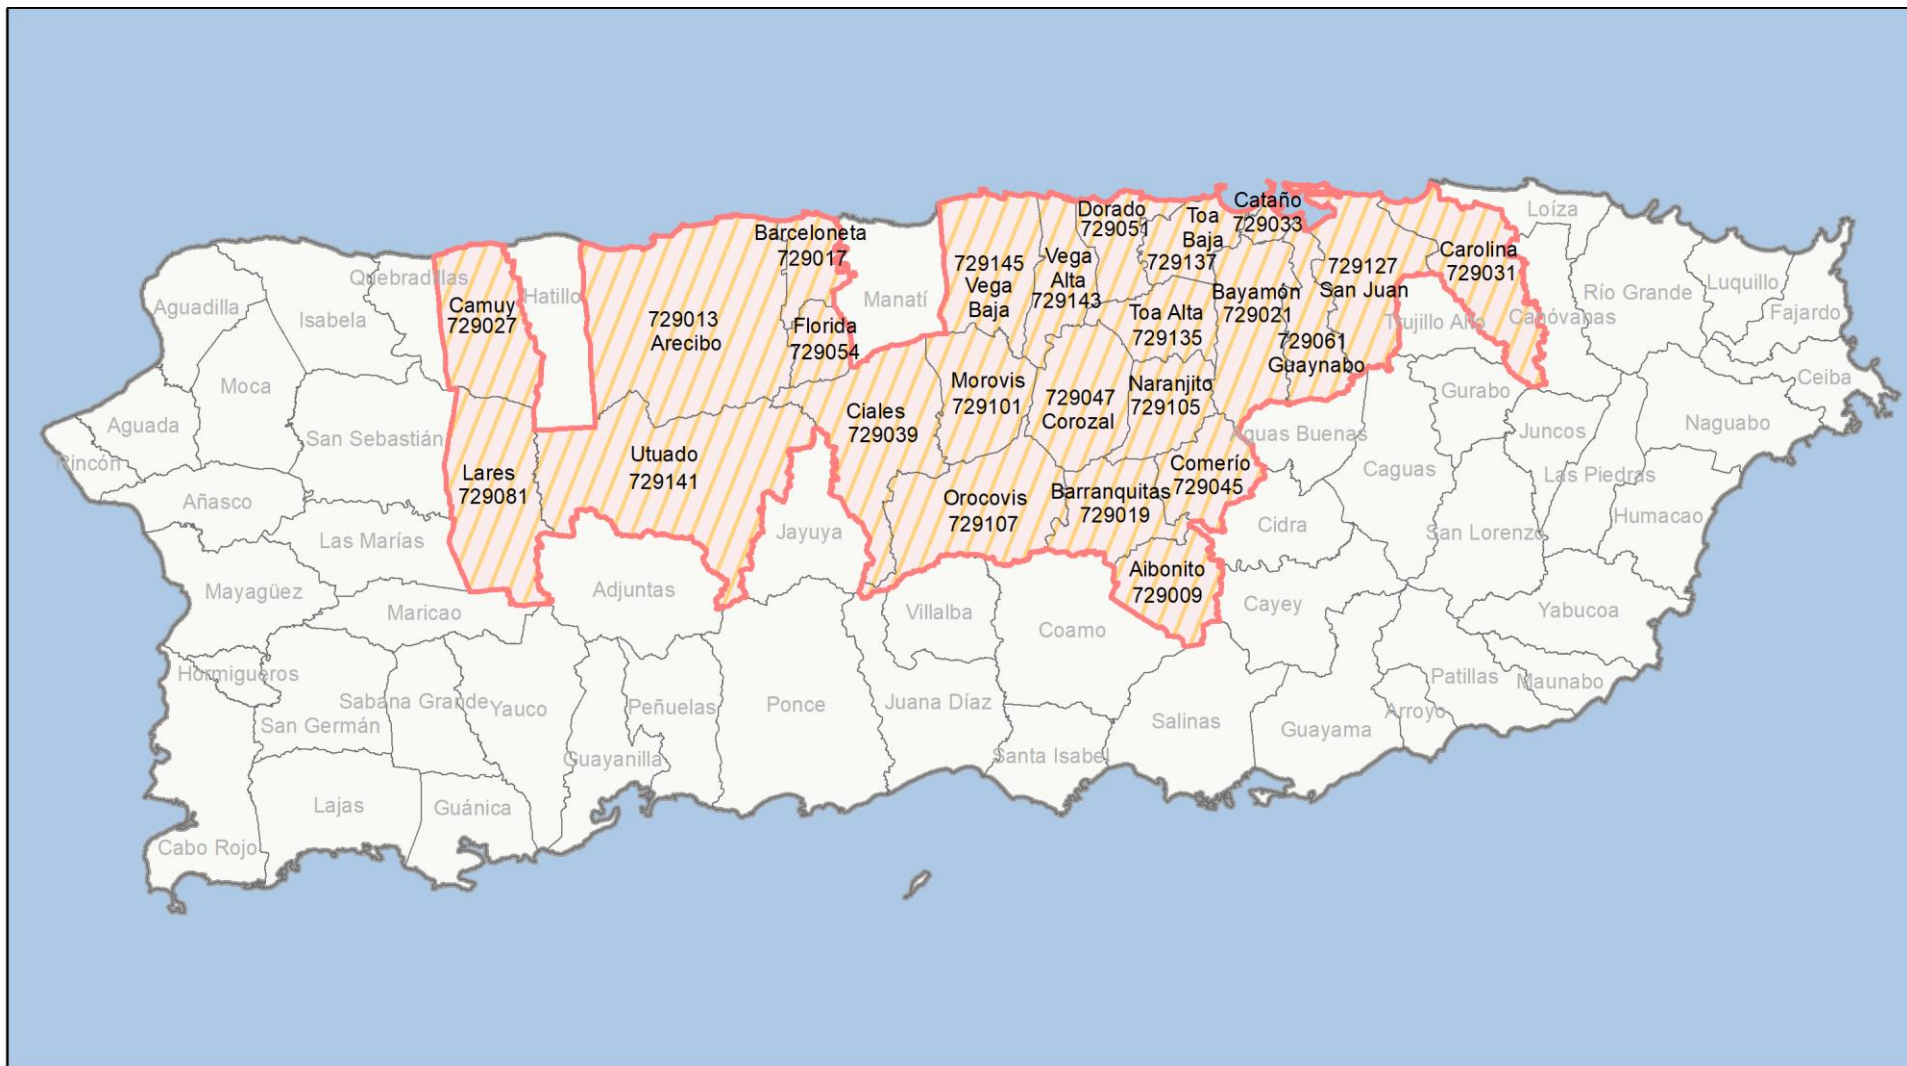 Cataño
729033
Dorado
729051
Toa
Baja
729137
Loíza
Barceloneta
729017
Carolina
729031
Vega
Alta
729143
729145
Vega
Baja
729127
San Juan
Quebradillas
Luquillo
Río Grande
Hatillo
Manatí
Aguadilla
Camuy
729027
Isabela
Bayamón
729021
Fajardo
Toa Alta
729135
729013
Arecibo
Florida
729054
Canóvanas
Trujillo Alto
729061
Guaynabo
Ceiba
Moca
Morovis
729101
Naranjito
729105
729047
Corozal
Gurabo
Ciales
729039
Naguabo
Aguada
San Sebastián
Juncos
Aguas Buenas
Utuado
729141
Rincón
Caguas
Comerío
729045
Lares
729081
Las Piedras
Barranquitas
729019
Orocovis
729107
Añasco
Humacao
Cidra
Jayuya
San Lorenzo
Las Marías
Aibonito
729009
Adjuntas
Mayagüez
Cayey
Yabucoa
Maricao
Villalba
Coamo
Hormigueros
Patillas
Maunabo
Sabana Grande
Juana Díaz
Ponce
Peñuelas
Yauco
Arroyo
San Germán
Salinas
Guayama
Santa Isabel
Guayanilla
Lajas
Guánica
Cabo Rojo